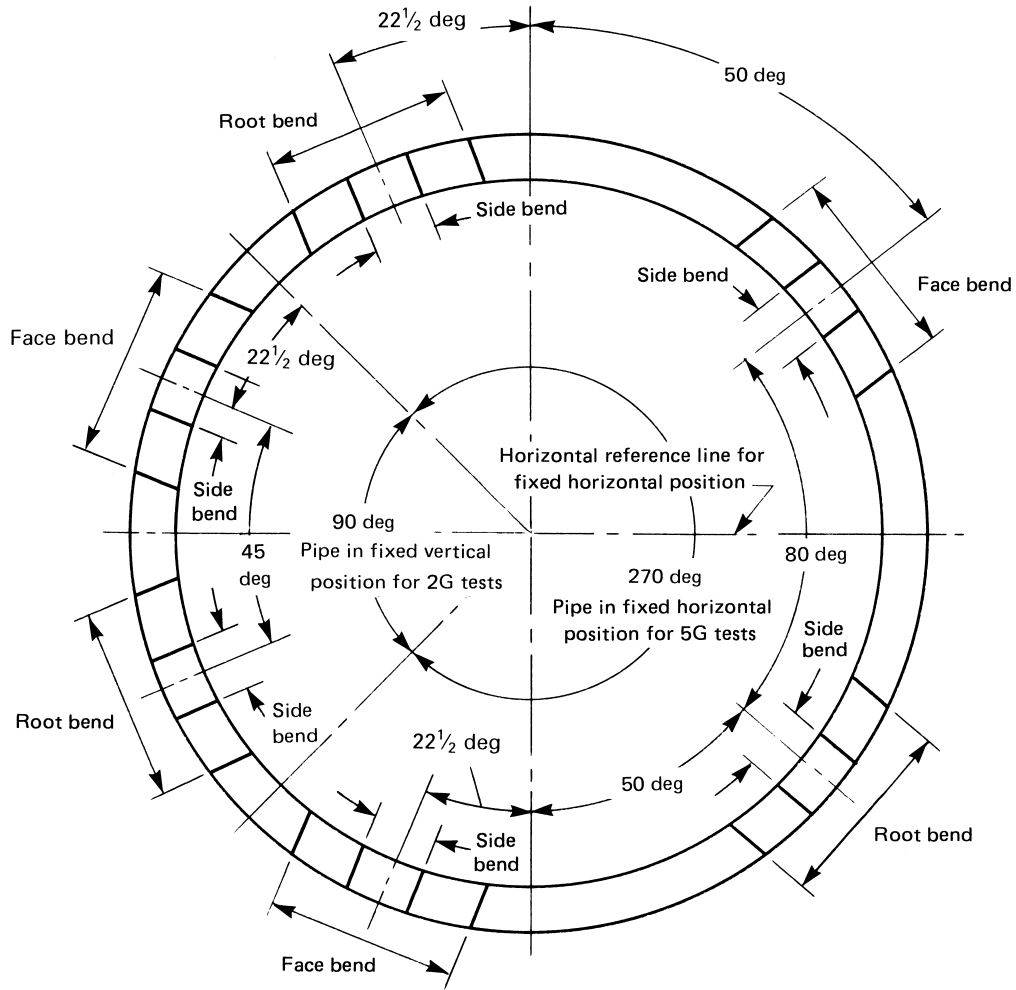 22½ deg
50 deg
Root bend
Side bend
Side bend
Face bend
Face bend
22½ deg
Horizontal reference line for
fixed horizontal position
Side
bend
90 deg
Pipe in fixed vertical
position for 2G tests
45
deg
80 deg
270 deg
Pipe in fixed horizontal
position for 5G tests
Side
bend
Root bend
Side
bend
22½ deg
50 deg
Side
bend
Root bend
Face bend